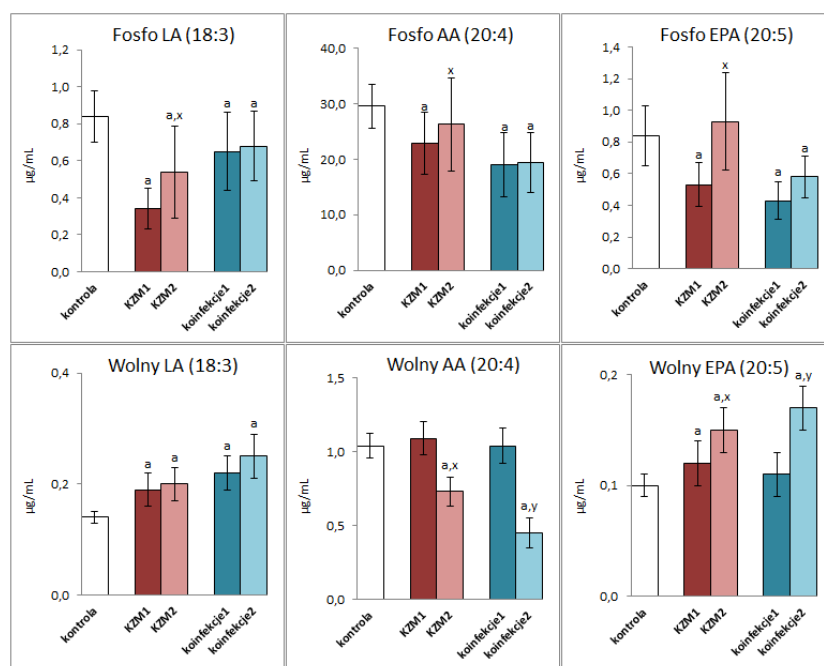 Fosfo LA (18:3)
1,2
1,0
0,8
0,6
0,4
0,2
0,0
µg/mL
a
a,x
a
a
kontrola
KZM1
KZM2
koinfekcje1
koinfekcje2
Fosfo AA (20:4)
40,0
30,0
20,0
10,0
0,0
µg/mL
a
x
a
a
kontrola
KZM1
KZM2
koinfekcje1
koinfekcje2
Fosfo EPA (20:5)
1,4
1,2
1,0
0,8
0,6
0,4
0,2
0,0
µg/mL
a
x
a
a
kontrola
KZM1
KZM2
koinfekcje1
koinfekcje2
Wolny LA (18:3)
0,4
0,2
0,0
µg/mL
a
a
a
a
kontrola
KZM1
KZM2
koinfekcje1
koinfekcje2
Wolny AA (20:4)
1,5
1,0
0,5
0,0
µg/mL
a,x
a,y
kontrola
KZM1
KZM2
koinfekcje1
koinfekcje2
Wolny EPA (20:5)
0,2
0,1
0,0
µg/mL
a
a,x
a,y
kontrola
KZM1
KZM2
koinfekcje1
koinfekcje2